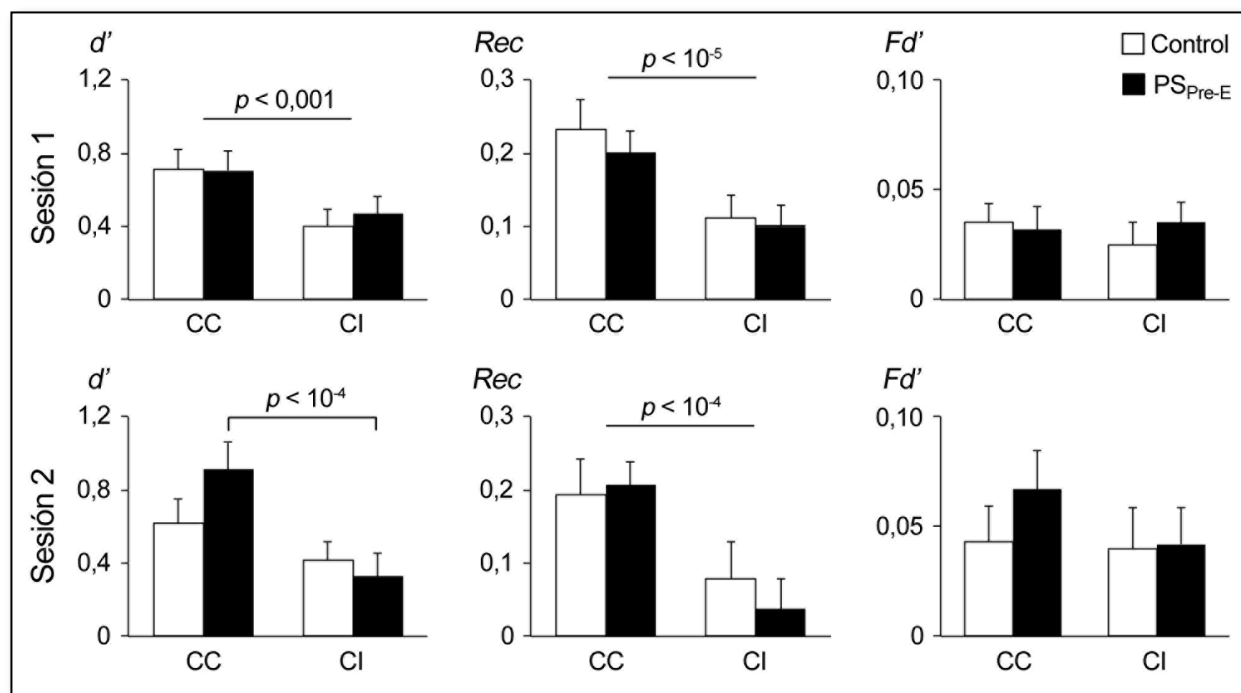 d' Rec Fd' Control
PS_Pre-E
1,2 0,3 0,10
p < 0,001 p < 10⁻⁵
Sesión 1
0,8 0,2 0,05
0,4 0,1
0 0 0
CC CI CC CI CC CI
d' Rec Fd'
1,2 0,3 0,10
p < 10⁻⁴ p < 10⁻⁴
Sesión 2
0,8 0,2 0,05
0,4 0,1
0 0 0
CC CI CC CI CC CI